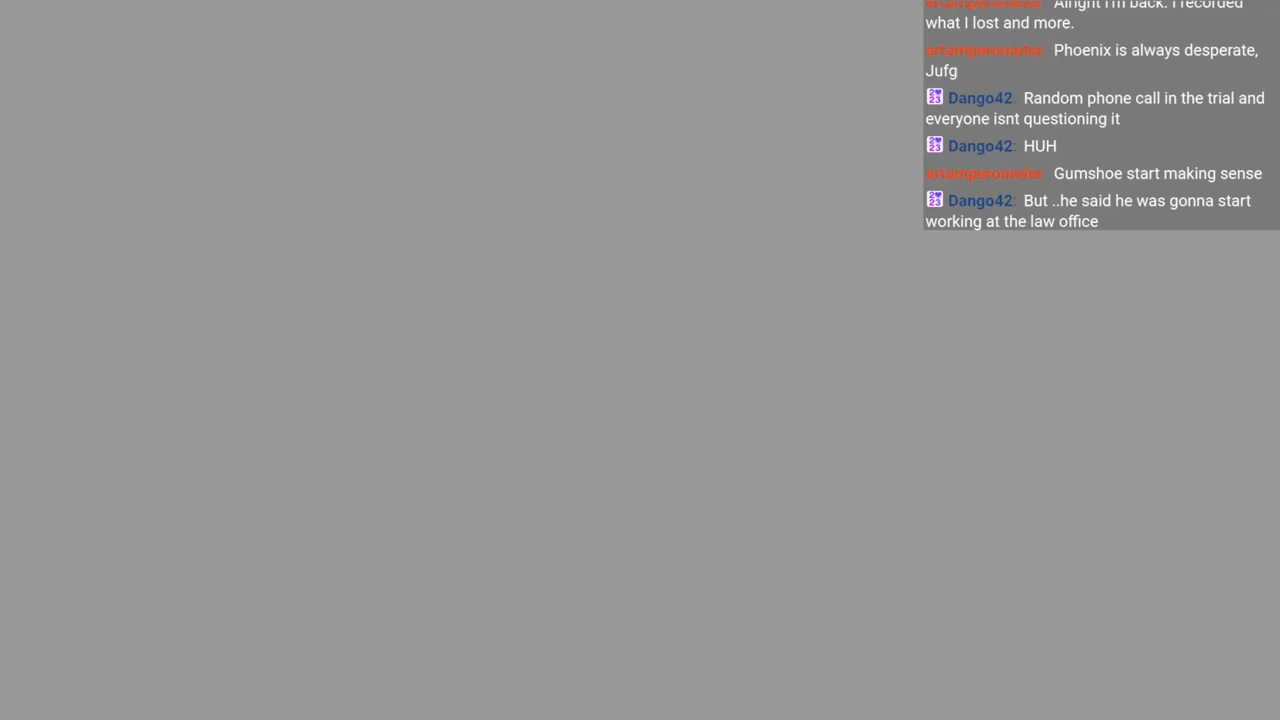 Alright I'm back. I recorded
what I lost and more.
artamperometer: Phoenix is always desperate,
Jufg
Dango42: Random phone call in the trial and
everyone isnt questioning it
Dango42: HUH
artamperometer: Gumshoe start making sense
Dango42: But ..he said he was gonna start
working at the law office